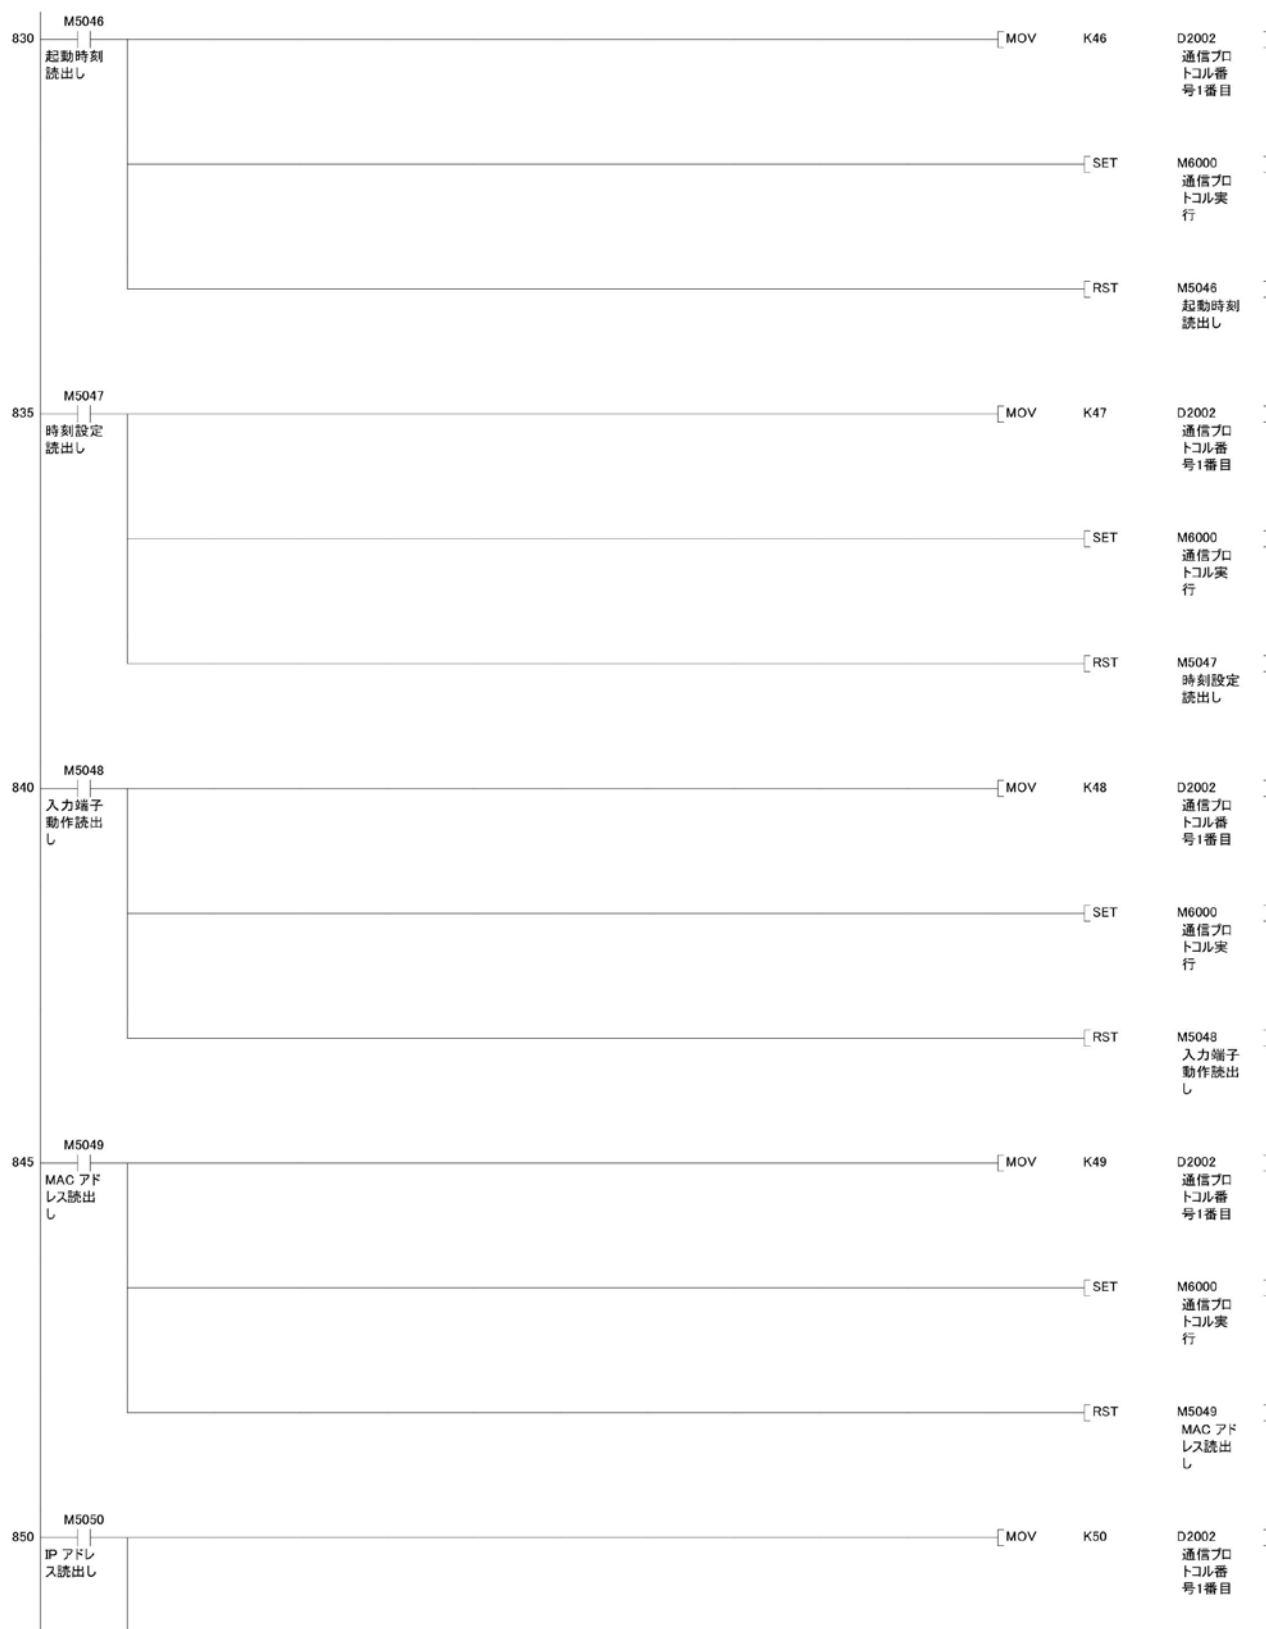 M5046
830
起動時刻
読出し
MOV K46 D2002
通信プロ
トコル番
号1番目
SET M6000
通信プロ
トコル実
行
RST M5046
起動時刻
読出し
M5047
835
時刻設定
読出し
MOV K47 D2002
通信プロ
トコル番
号1番目
SET M6000
通信プロ
トコル実
行
RST M5047
時刻設定
読出し
M5048
840
入力端子
動作読出
し
MOV K48 D2002
通信プロ
トコル番
号1番目
SET M6000
通信プロ
トコル実
行
RST M5048
入力端子
動作読出
し
M5049
845
MAC アド
レス読出
し
MOV K49 D2002
通信プロ
トコル番
号1番目
SET M6000
通信プロ
トコル実
行
RST M5049
MAC アド
レス読出
し
M5050
850
IP アドレ
ス読出し
MOV K50 D2002
通信プロ
トコル番
号1番目